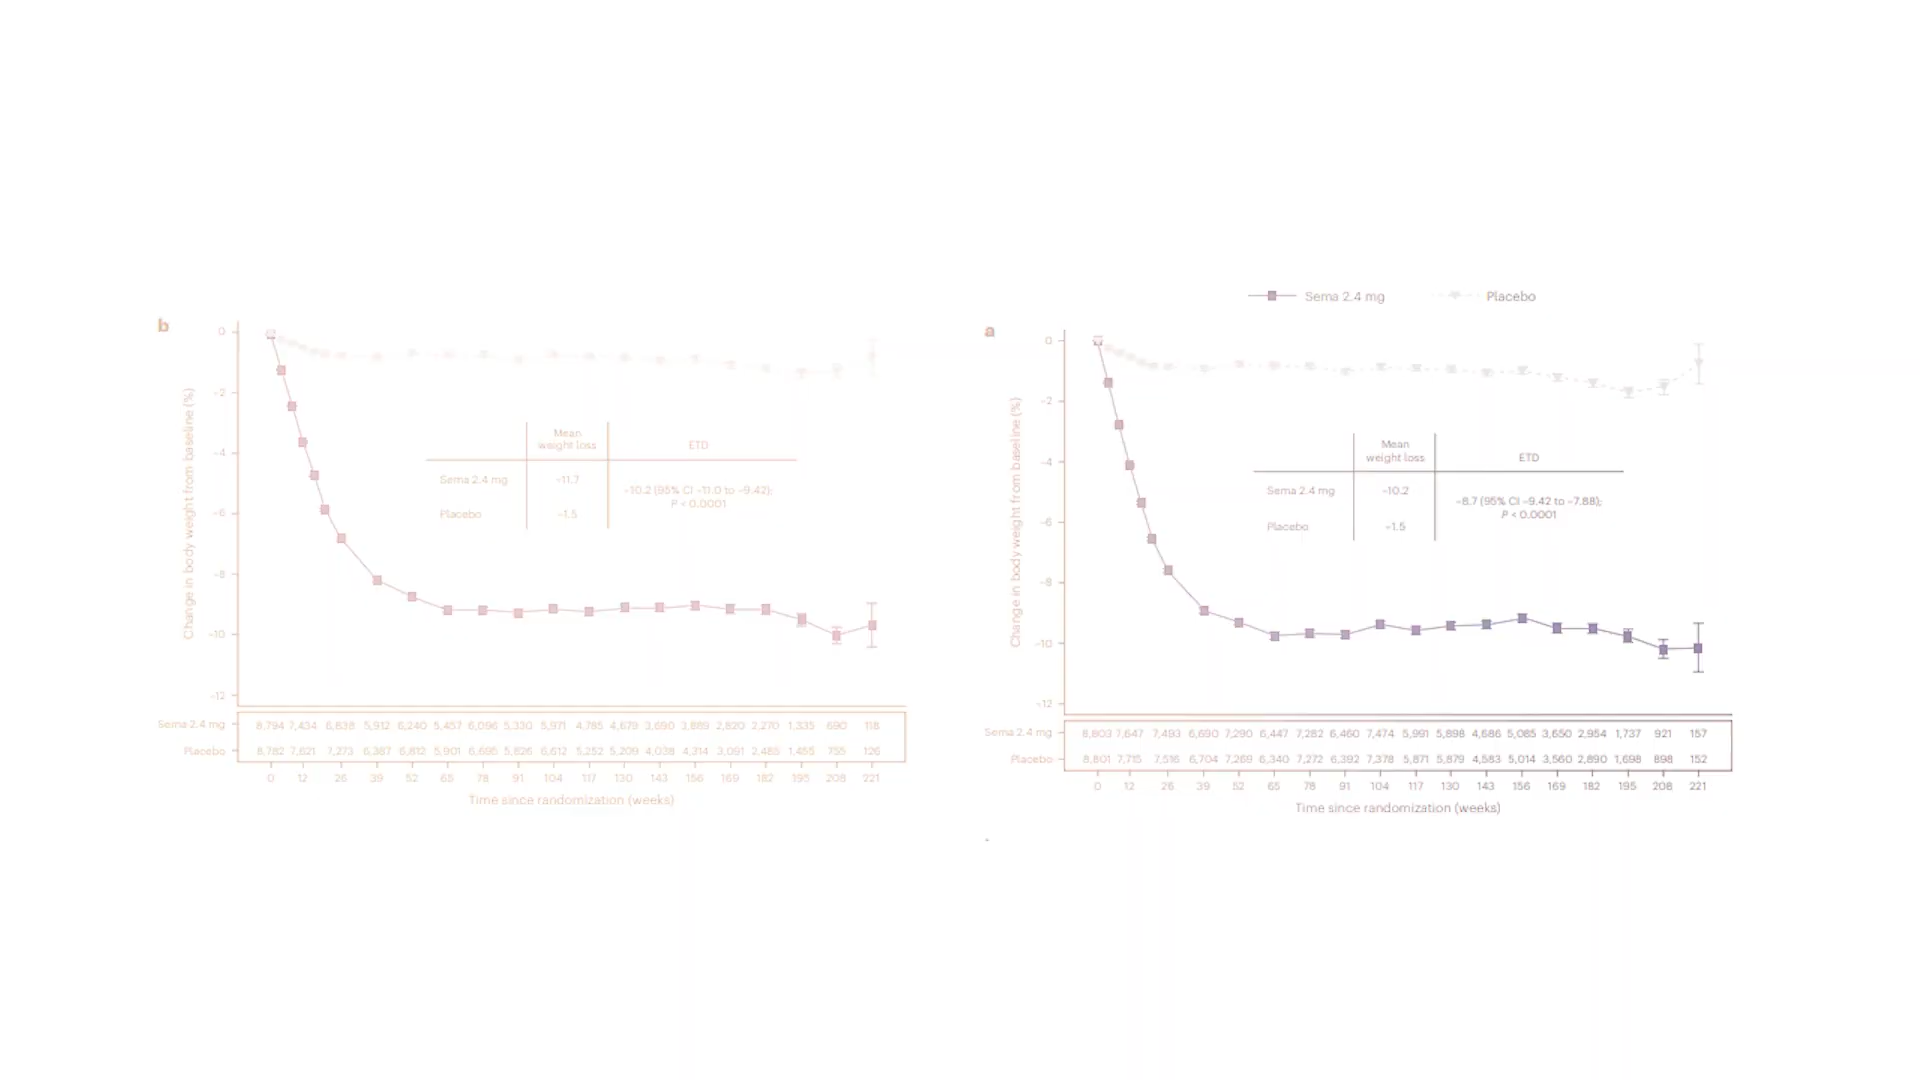 b
0
-2
-4
-6
-8
-10
-12
Change in body weight from baseline (%)
Mean
weight loss
ETD
Sema 2.4 mg
-11.7
-10.2 (95% CI -11.0 to -9.42);
P < 0.0001
Placebo
-1.5
Sema 2.4 mg 8,794 7,434 6,838 5,912 6,240 5,457 6,096 5,330 5,971 4,785 4,679 3,690 3,889 2,820 2,270 1,335 690 118
Placebo 8,782 7,621 7,273 6,387 6,812 5,901 6,695 5,826 6,612 5,252 5,209 4,038 4,314 3,091 2,485 1,455 755 126
0 12 26 39 52 65 78 91 104 117 130 143 156 169 182 195 208 221
Time since randomization (weeks)
Sema 2.4 mg Placebo
a
0
-2
-4
-6
-8
-10
-12
Change in body weight from baseline (%)
Mean
weight loss
ETD
Sema 2.4 mg
-10.2
-8.7 (95% CI -9.42 to -7.88);
P < 0.0001
Placebo
-1.5
Sema 2.4 mg 8,803 7,647 7,493 6,690 7,290 6,447 7,282 6,460 7,474 5,991 5,898 4,686 5,085 3,650 2,954 1,737 921 157
Placebo 8,801 7,715 7,516 6,704 7,269 6,340 7,272 6,392 7,378 5,871 5,879 4,583 5,014 3,560 2,890 1,698 898 152
0 12 26 39 52 65 78 91 104 117 130 143 156 169 182 195 208 221
Time since randomization (weeks)